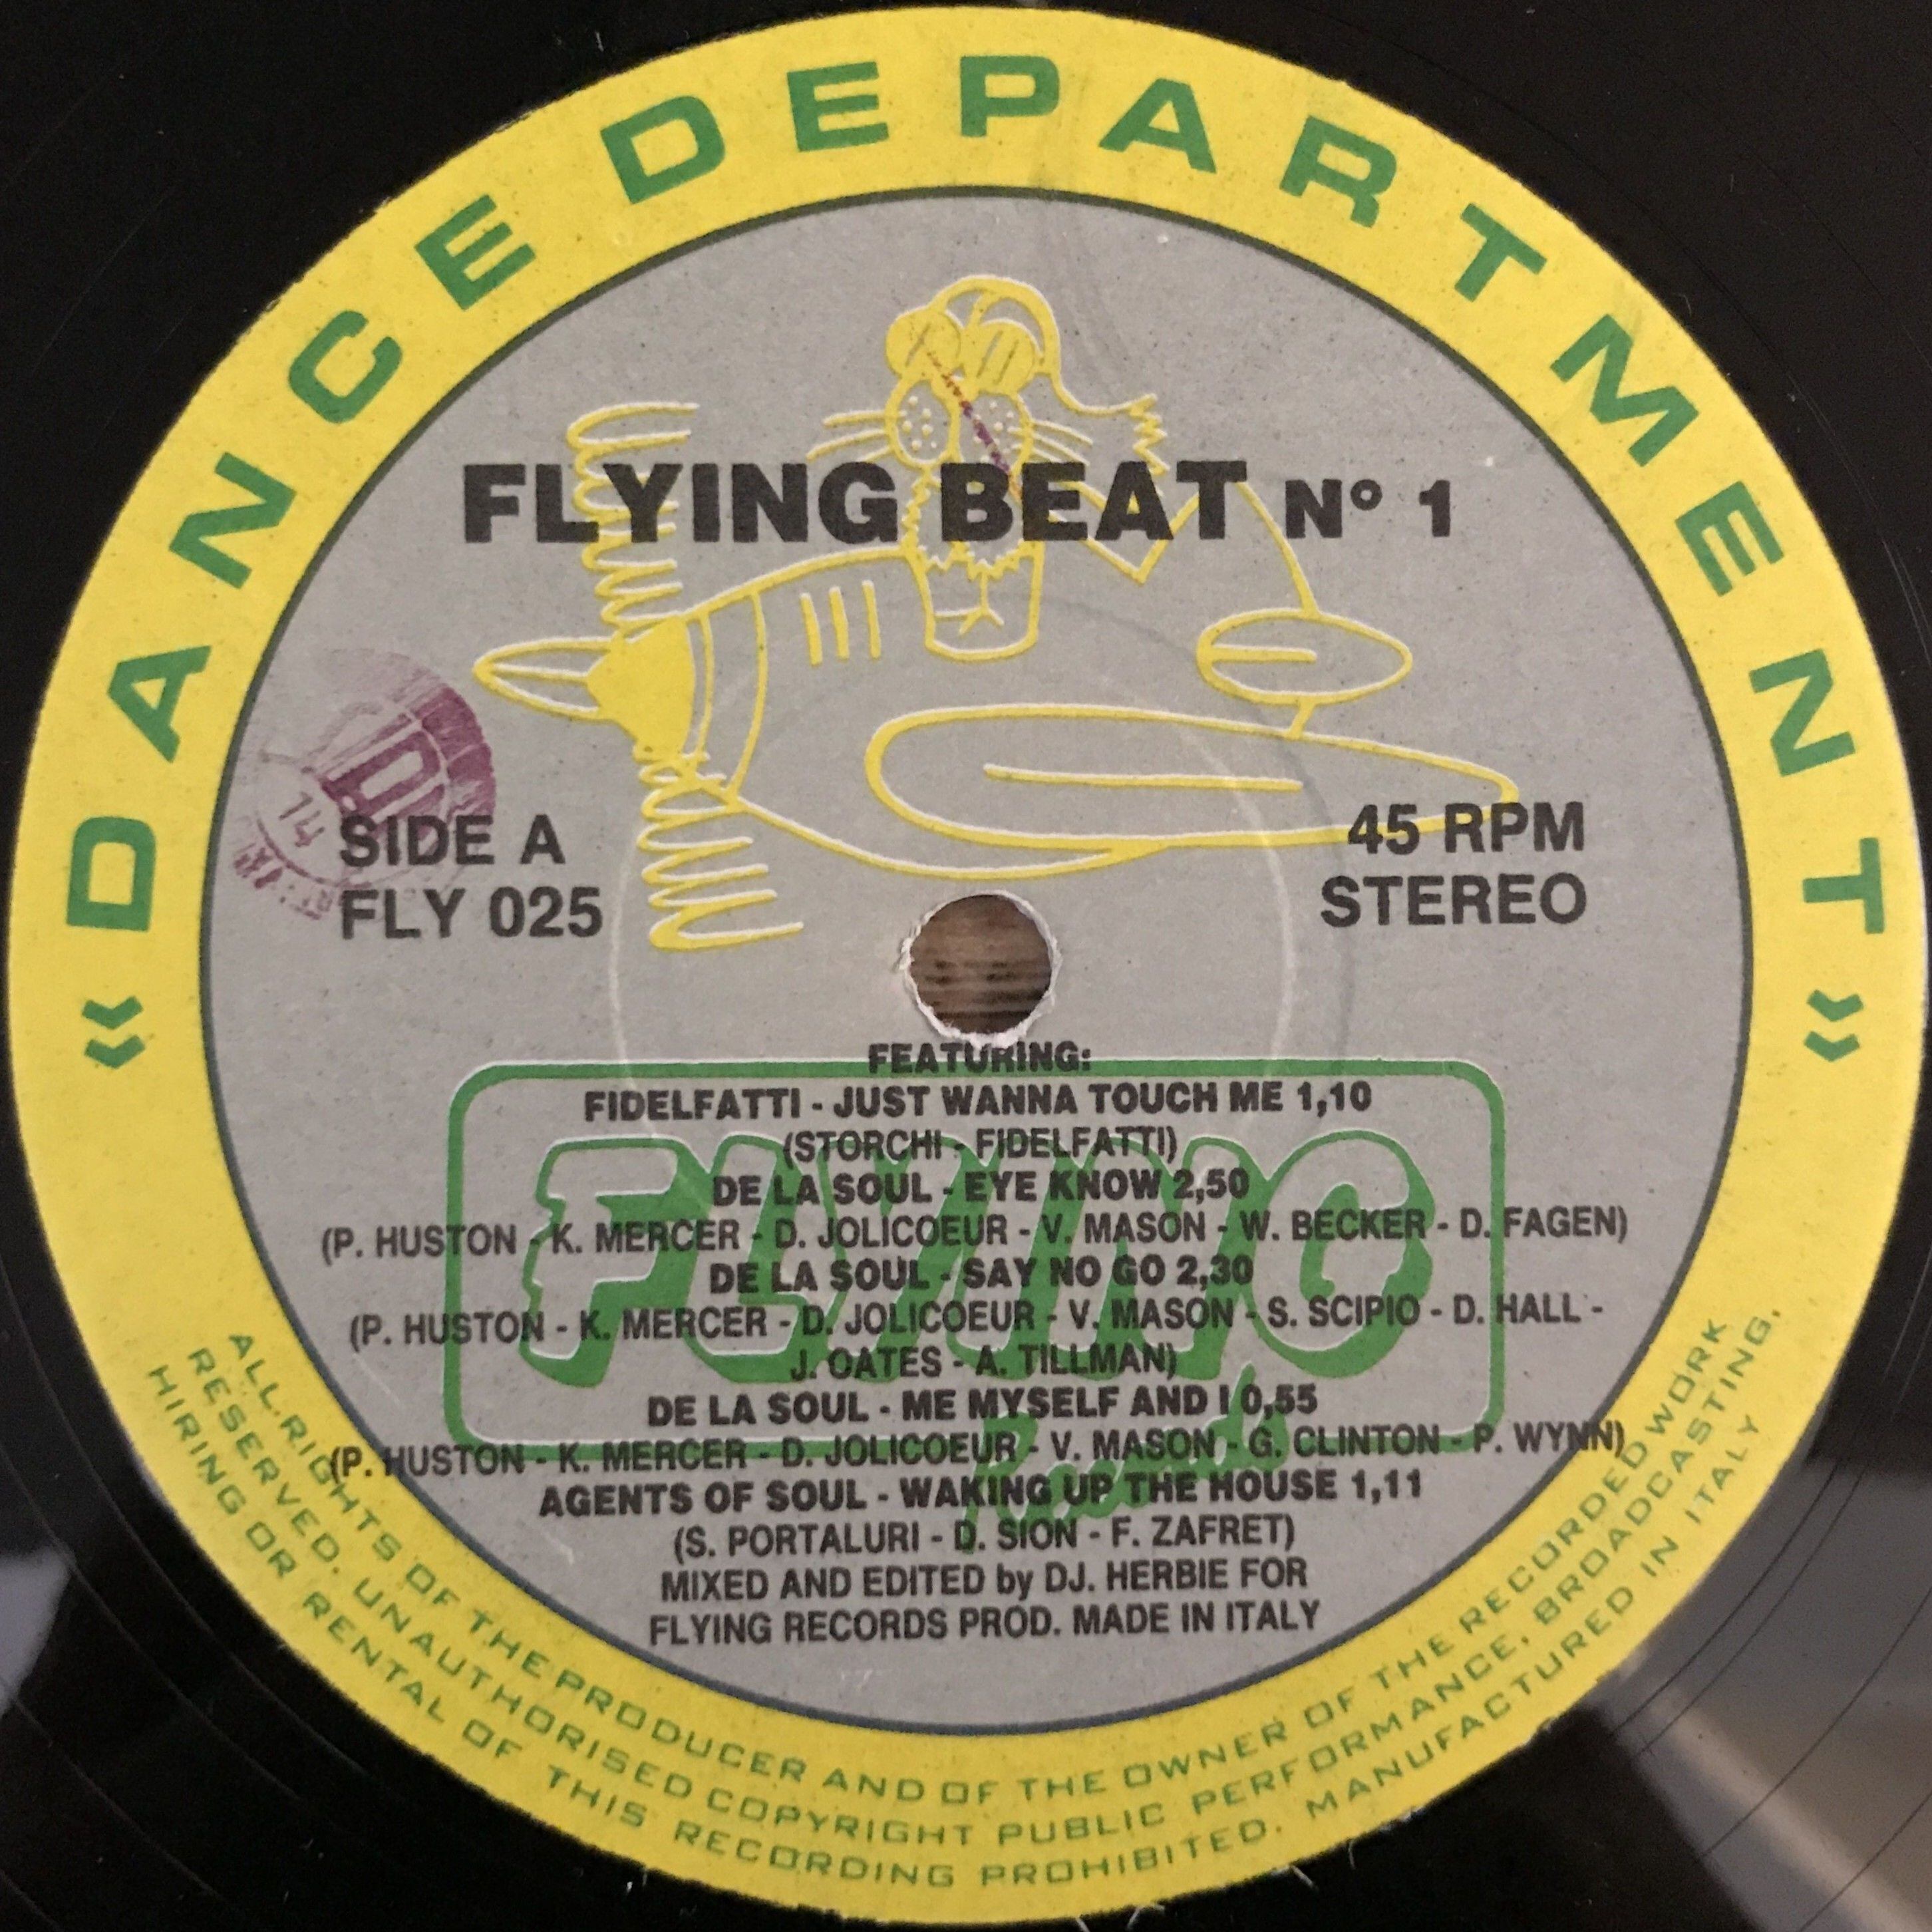 « DANCE DEPARTMENT »
FLYING BEAT Nº 1
SIDE A
FLY 025
45 RPM
STEREO
14
FEATURING:
FIDELFATTI - JUST WANNA TOUCH ME 1,10
(STORCHI - FIDELFATTI)
DE LA SOUL - EYE KNOW 2,50
(P. HUSTON - K. MERCER - D. JOLICOEUR - V. MASON - W. BECKER - D. FAGEN)
DE LA SOUL - SAY NO GO 2,30
(P. HUSTON - K. MERCER - D. JOLICOEUR - V. MASON - S. SCIPIO - D. HALL -
J. OATES - A. TILLMAN)
DE LA SOUL - ME MYSELF AND I 0,55
(P. HUSTON - K. MERCER - D. JOLICOEUR - V. MASON - G. CLINTON - P. WYNN)
AGENTS OF SOUL - WAKING UP THE HOUSE 1,11
(S. PORTALURI - D. SION - F. ZAFRET)
MIXED AND EDITED by DJ. HERBIE FOR
FLYING RECORDS PROD. MADE IN ITALY
FLYING
Records
ALL RIGHTS OF THE PRODUCER AND OF THE OWNER OF THE RECORDED WORK
RESERVED. UNAUTHORISED COPYRIGHT PUBLIC PERFORMANCE, BROADCASTING,
HIRING OR RENTAL OF THIS RECORDING PROHIBITED. MANUFACTURED IN ITALY